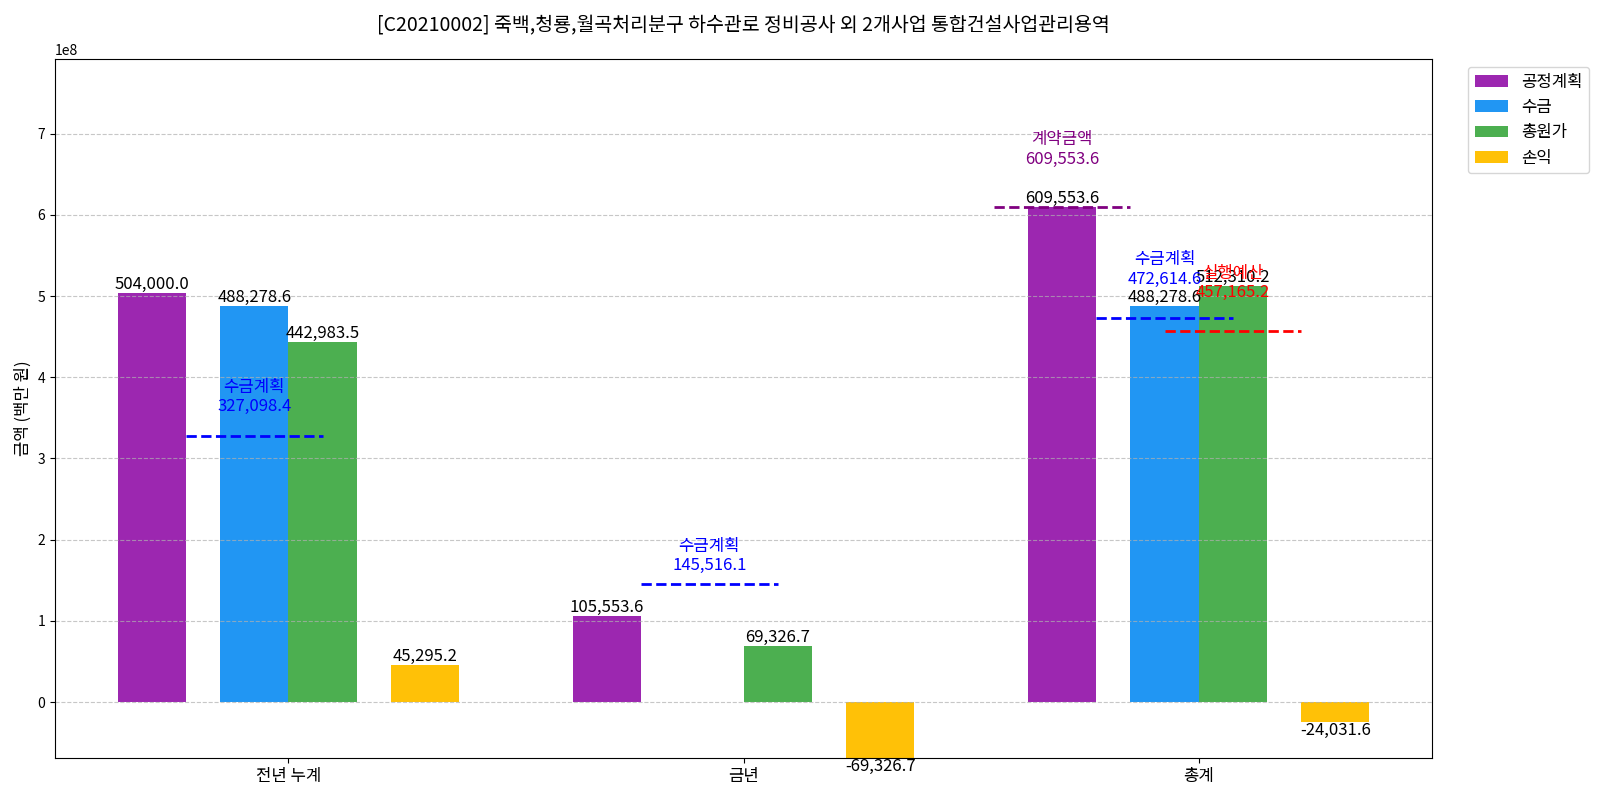 [C20210002] 죽백,청룡,월곡처리분구 하수관로 정비공사 외 2개사업 통합건설사업관리용역
1e8
공정계획
수금
총원가
손익
금액 (백만 원)
7
6
5
4
3
2
1
0
504,000.0
488,278.6
442,983.5
수금계획
327,098.4
45,295.2
수금계획
145,516.1
105,553.6
69,326.7
-69,326.7
계약금액
609,553.6
609,553.6
수금계획
472,614.6
488,278.6
실행예산
512,310.2
457,165.2
-24,031.6
전년 누계
금년
총계